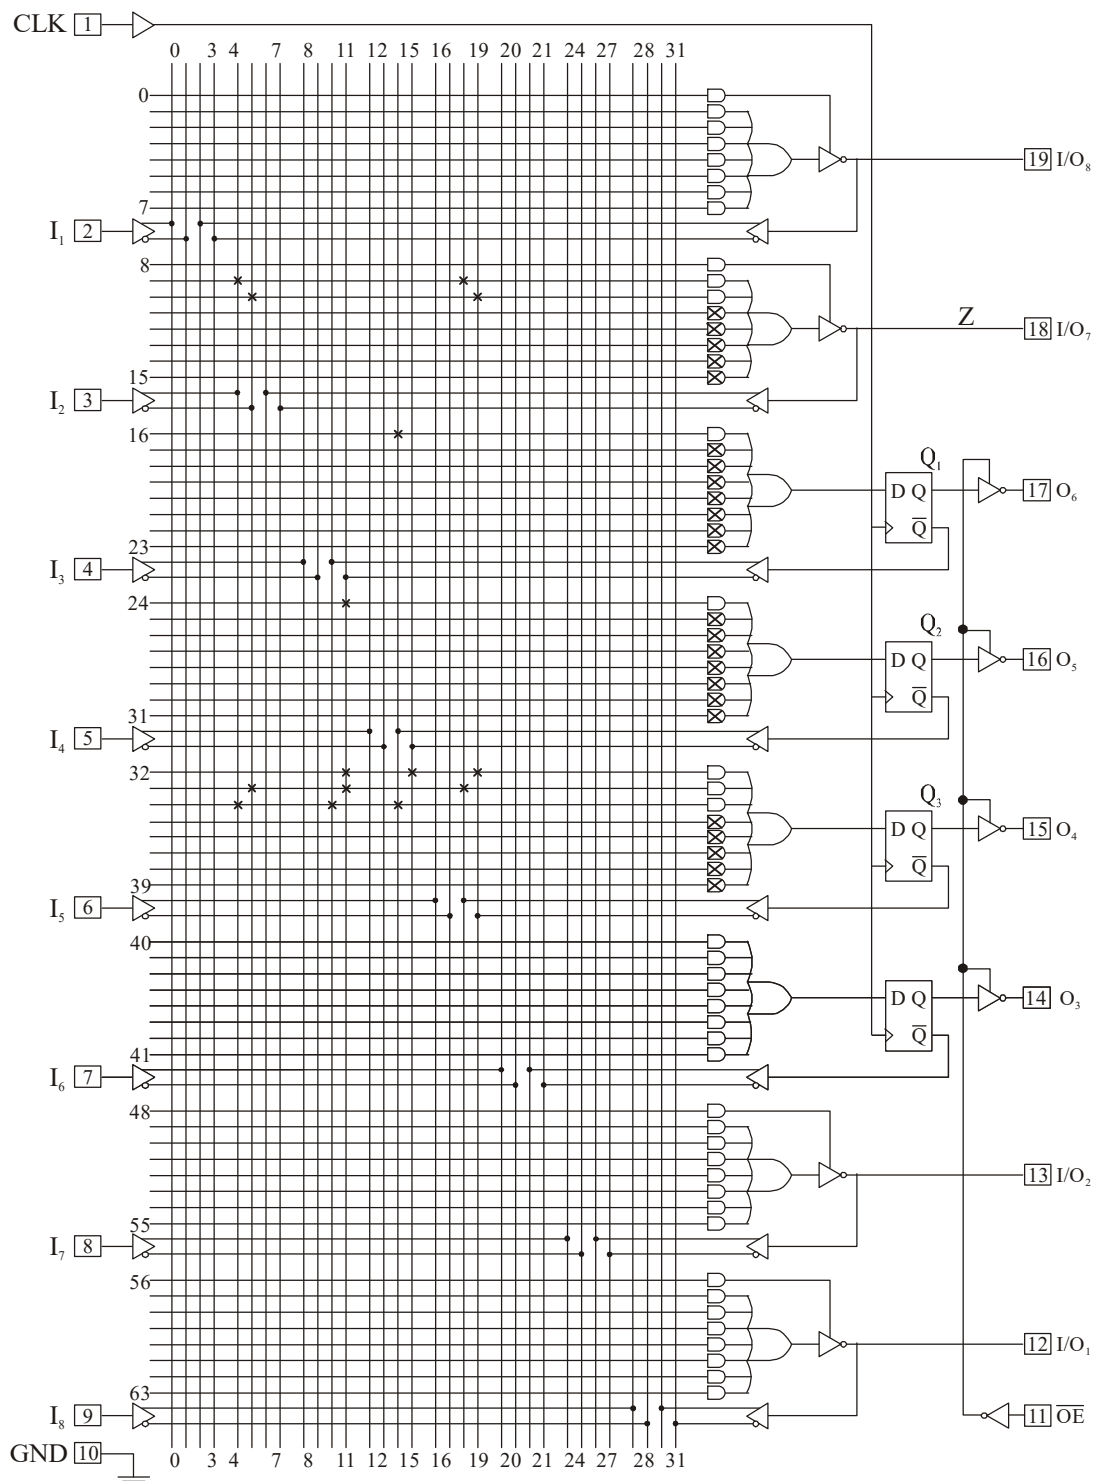 CLK 1
0 3 4 7 8 11 12 15 16 19 20 21 24 27 28 31
0
19 I/O₈
7
I₁ 2
8
Z
18 I/O₇
15
I₂ 3
16
Q₁
D Q
17 O₆
Q̅
23
I₃ 4
24
Q₂
D Q
16 O₅
Q̅
31
I₄ 5
32
Q₃
D Q
15 O₄
Q̅
39
I₅ 6
40
D Q
14 O₃
Q̅
41
I₆ 7
48
13 I/O₂
55
I₇ 8
56
12 I/O₁
63
I₈ 9
11 O̅E̅
GND 10
0 3 4 7 8 11 12 15 16 19 20 21 24 27 28 31